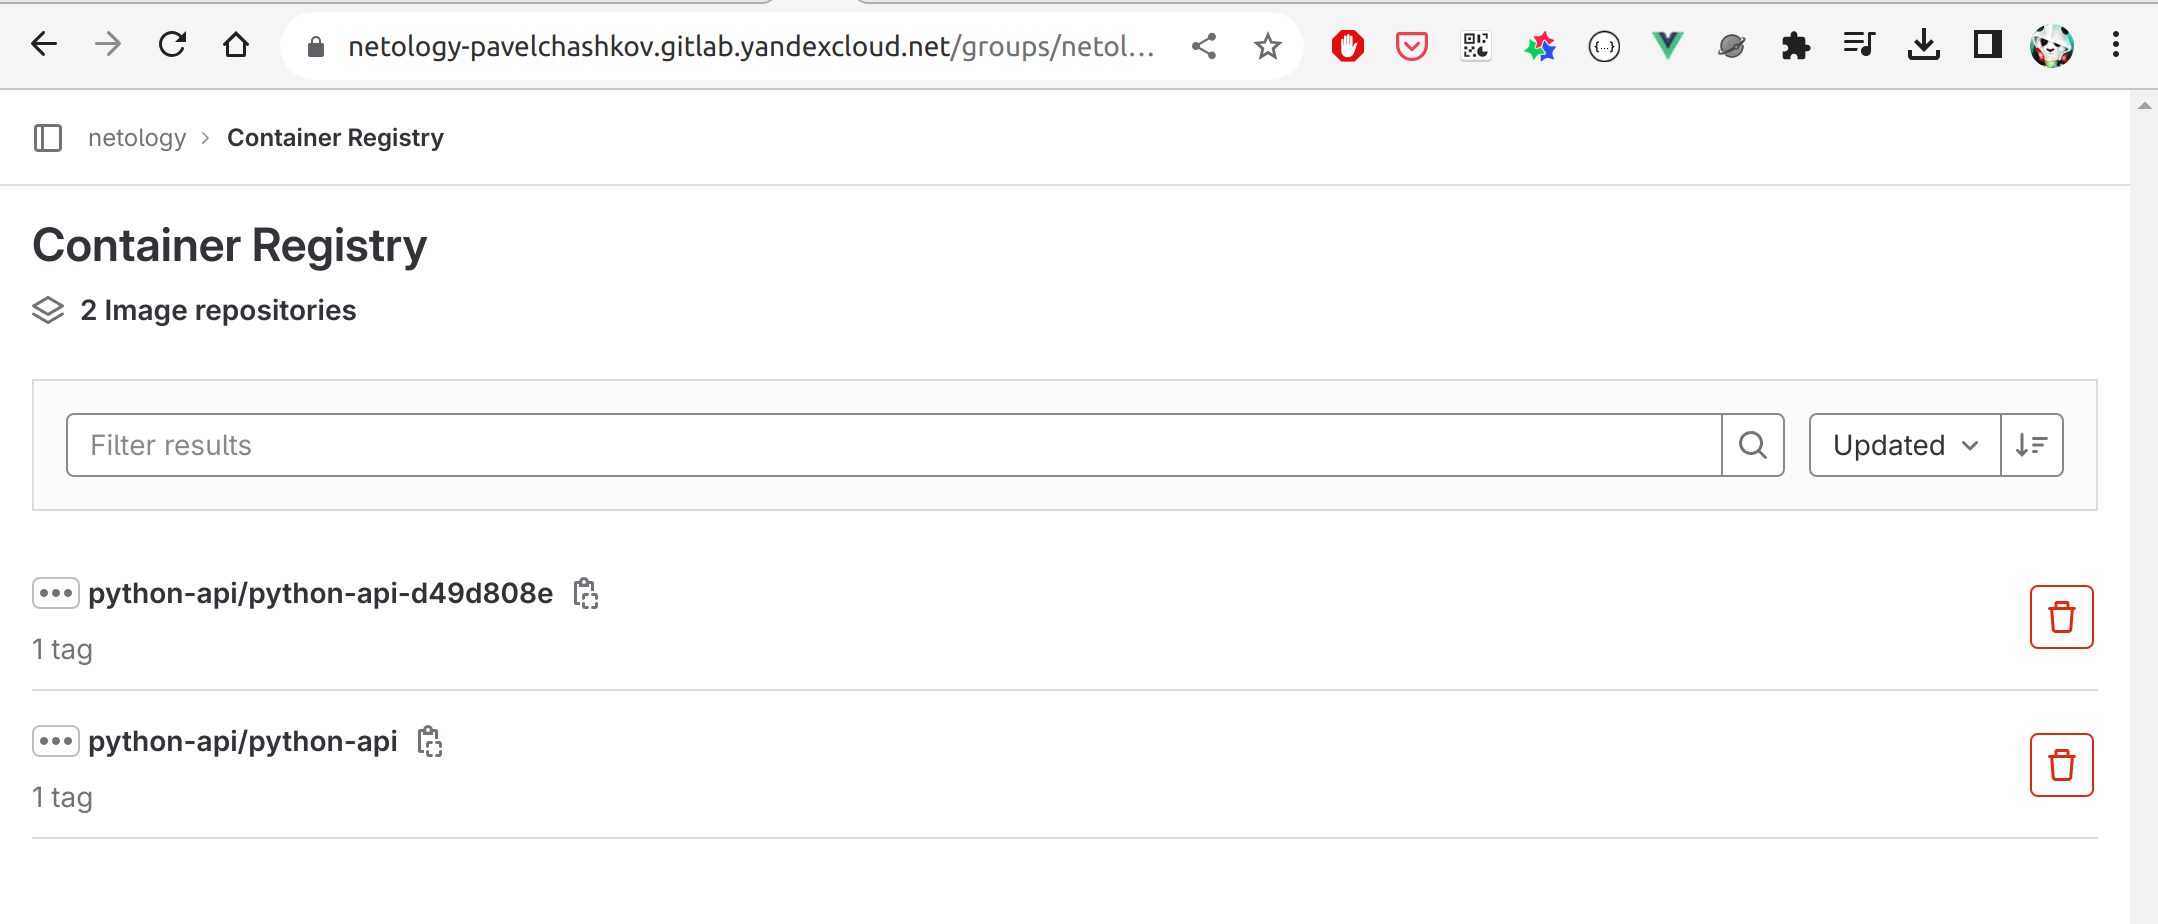 netology-pavelchashkov.gitlab.yandexcloud.net/groups/netol...
netology > Container Registry
Container Registry
2 Image repositories
Filter results
Updated
python-api/python-api-d49d808e
1 tag
python-api/python-api
1 tag